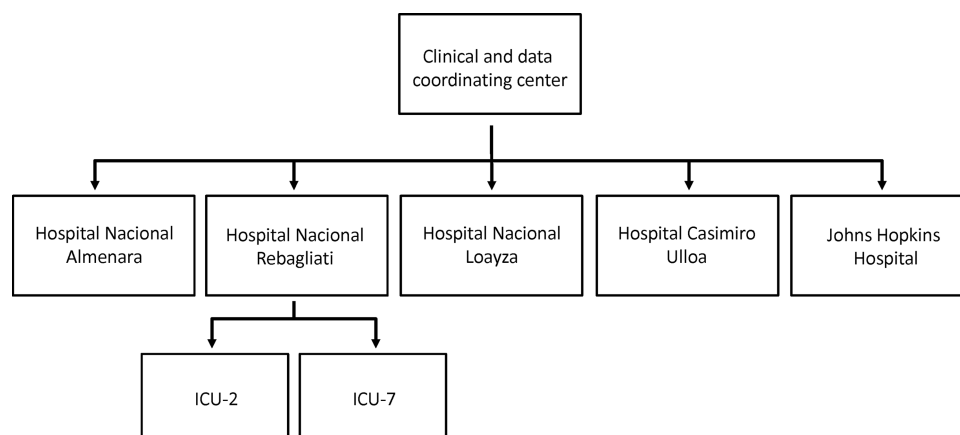 Clinical and data
coordinating center
Hospital Nacional
Almenara
Hospital Nacional
Rebagliati
Hospital Nacional
Loayza
Hospital Casimiro
Ulloa
Johns Hopkins
Hospital
ICU-2
ICU-7